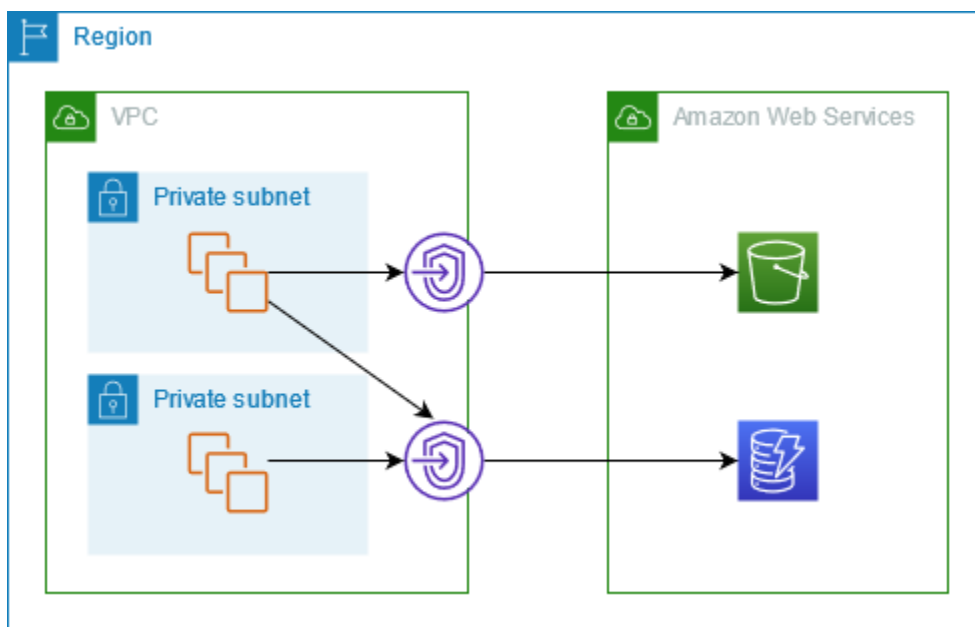 Region
VPC
Amazon Web Services
Private subnet
Private subnet